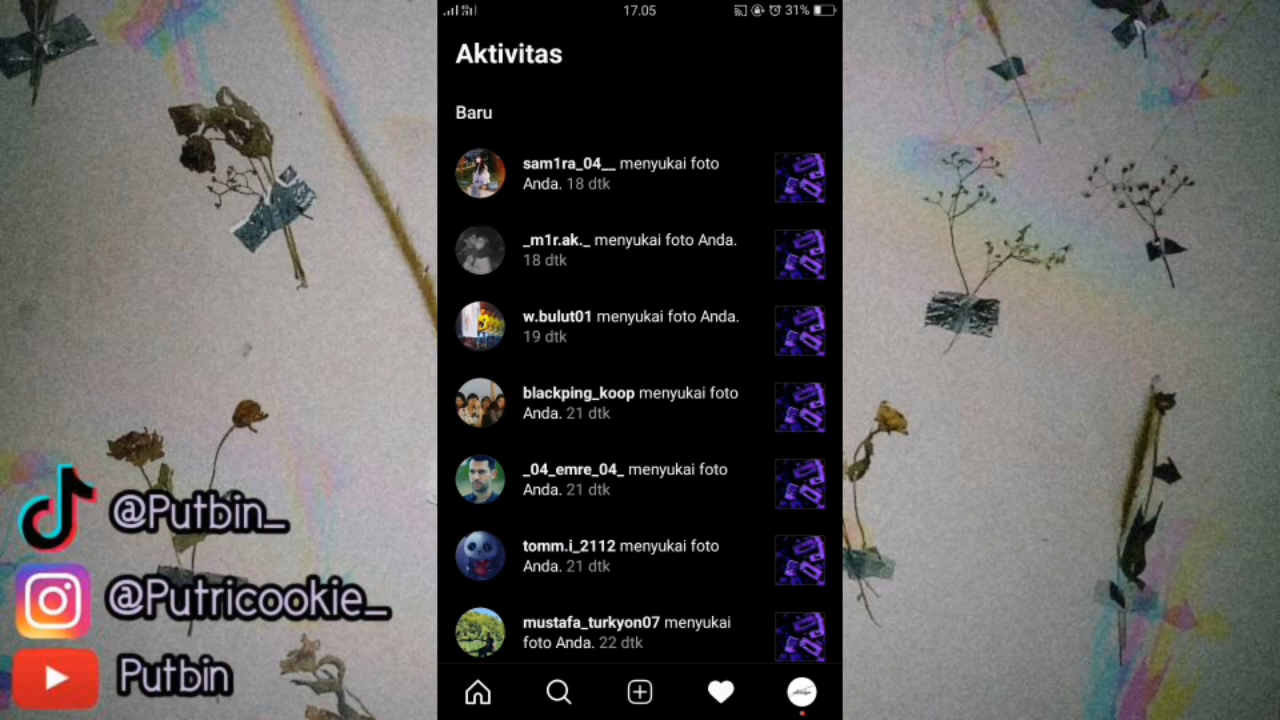 17.05
31%
Aktivitas
Baru
sam1ra_04__ menyukai foto
Anda. 18 dtk
_m1r.ak._ menyukai foto Anda.
18 dtk
w.bulut01 menyukai foto Anda.
19 dtk
blackping_koop menyukai foto
Anda. 21 dtk
_04_emre_04_ menyukai foto
Anda. 21 dtk
tomm.i_2112 menyukai foto
Anda. 21 dtk
mustafa_turkyon07 menyukai
foto Anda. 22 dtk
@Putbin_
@Putricookie_
Putbin